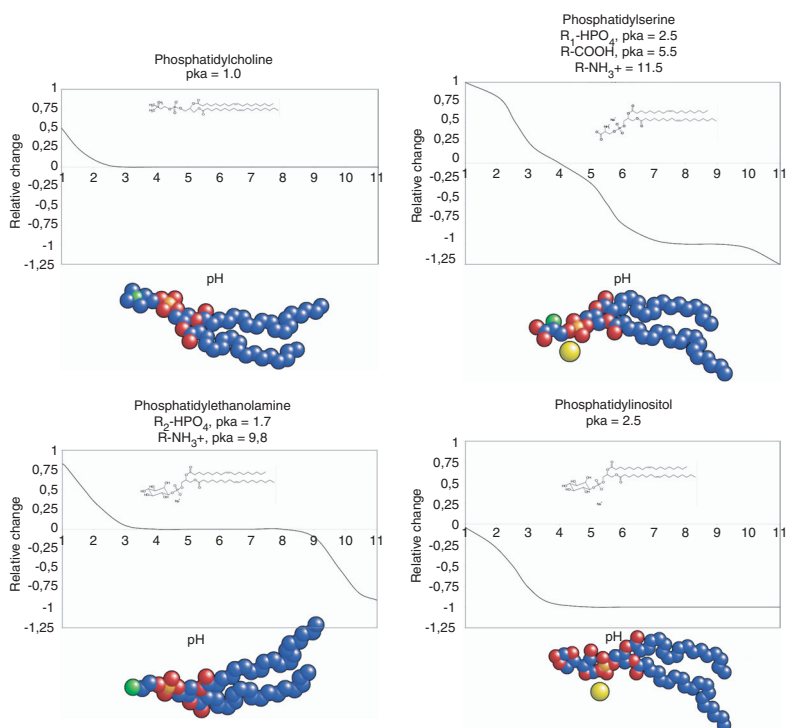 Phosphatidylcholine
pka = 1.0
1
0,75
0,5
0,25
0
-0,25
-0,5
-0,75
-1
-1,25
Relative change
1 2 3 4 5 6 7 8 9 10 11
pH
Phosphatidylserine
R1-HPO4, pka = 2.5
R-COOH, pka = 5.5
R-NH3+ = 11.5
1
0,75
0,5
0,25
0
-0,25
-0,5
-0,75
-1
-1,25
Relative change
1 2 3 4 5 6 7 8 9 10 11
pH
Phosphatidylethanolamine
R2-HPO4, pka = 1.7
R-NH3+, pka = 9,8
1
0,75
0,5
0,25
0
-0,25
-0,5
-0,75
-1
-1,25
Relative change
1 2 3 4 5 6 7 8 9 10 11
pH
Phosphatidylinositol
pka = 2.5
1
0,75
0,5
0,25
0
-0,25
-0,5
-0,75
-1
-1,25
Relative change
1 2 3 4 5 6 7 8 9 10 11
pH